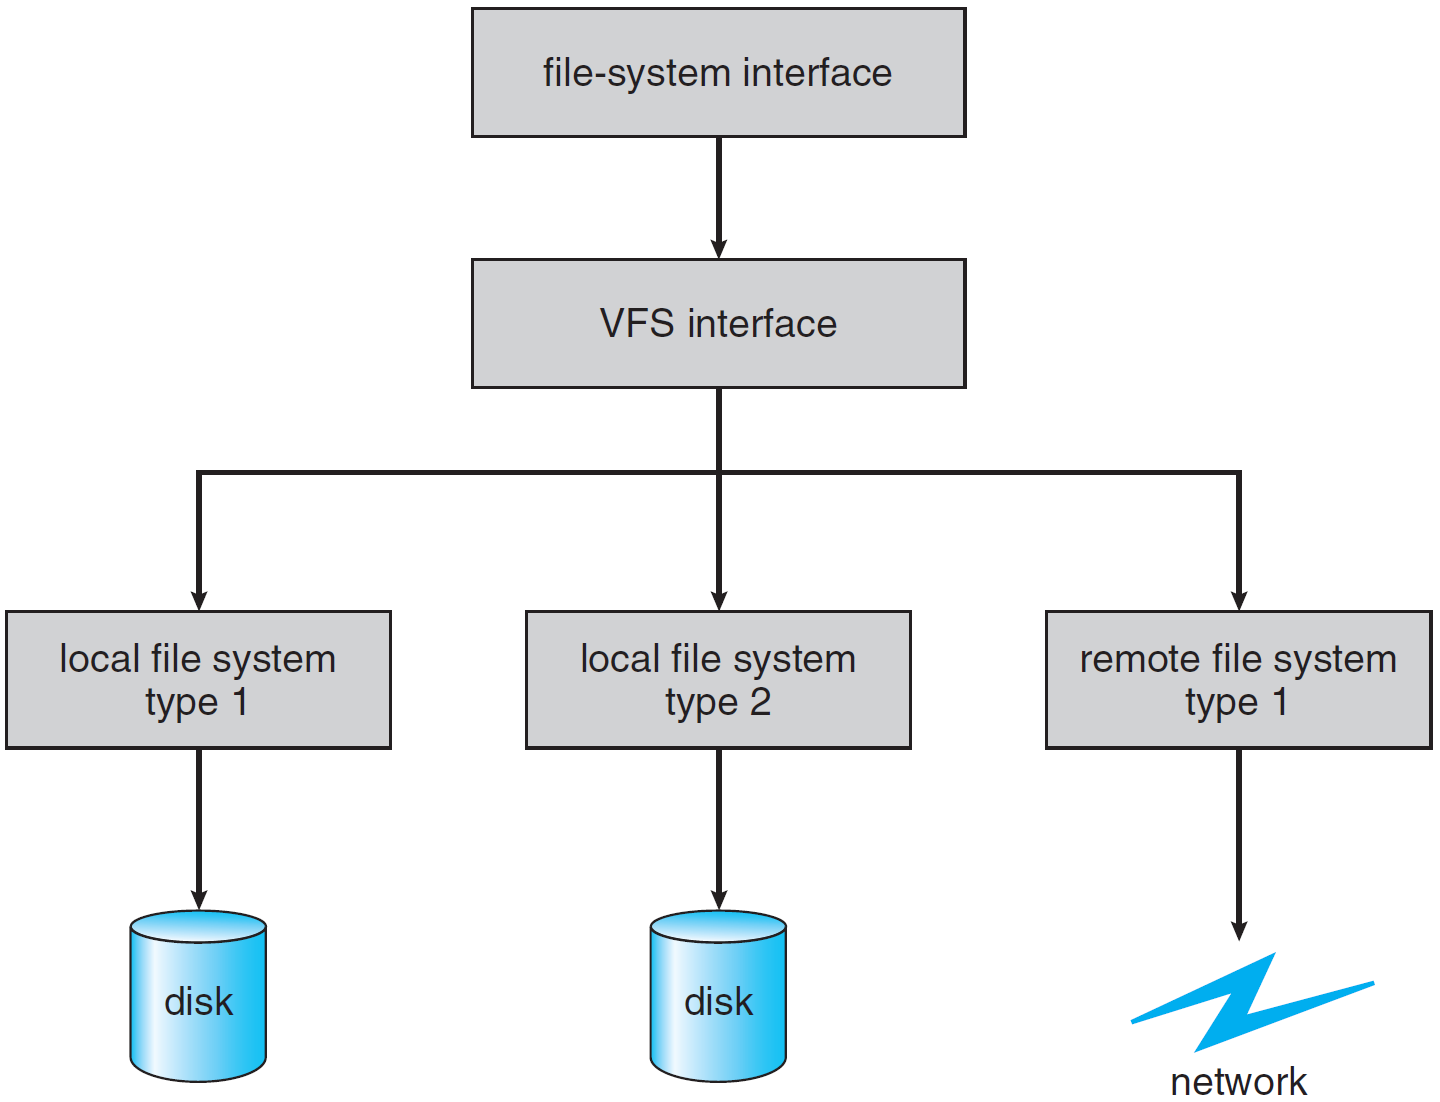 file-system interface
VFS interface
local file system
type 1
local file system
type 2
remote file system
type 1
disk
disk
network